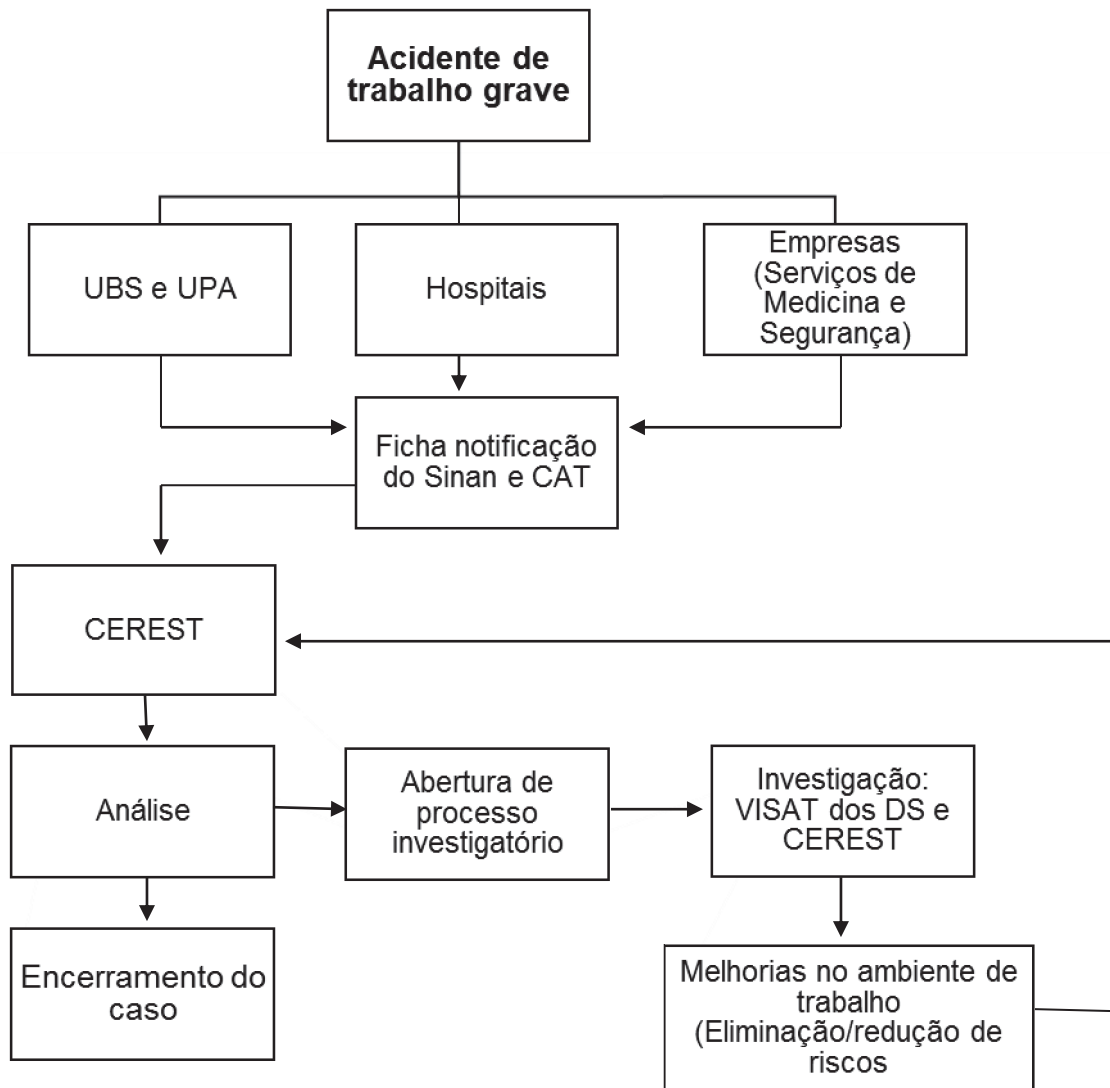 Acidente de
trabalho grave
UBS e UPA
Hospitais
Empresas
(Serviços de
Medicina e
Segurança)
Ficha notificação
do Sinan e CAT
CEREST
Análise
Abertura de
processo
investigatório
Investigação:
VISAT dos DS e
CEREST
Encerramento do
caso
Melhorias no ambiente de
trabalho
(Eliminação/redução de
riscos